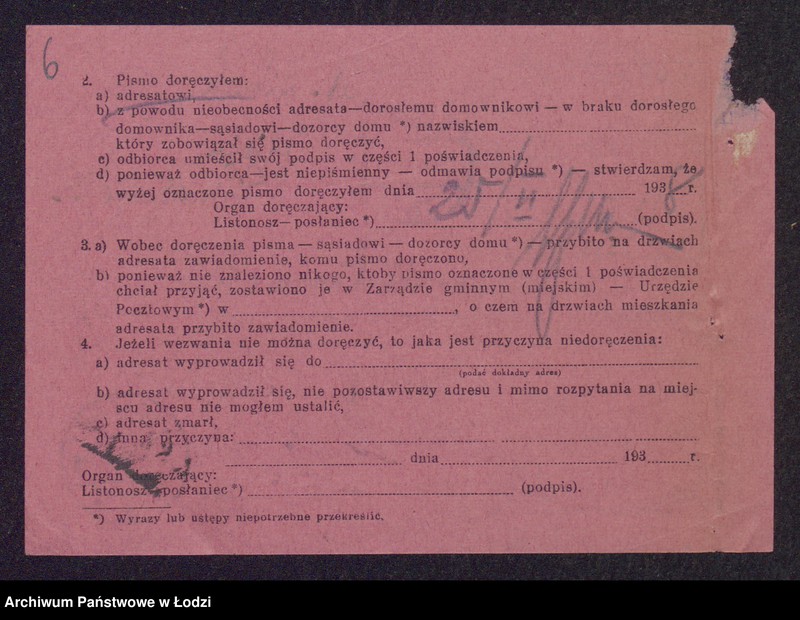 6
2. Pismo doręczyłem:
a) adresatowi,
b) z powodu nieobecności adresata—dorosłemu domownikowi — w braku dorosłego
domownika—sąsiadowi—dozorcy domu *) nazwiskiem
który zobowiązał się pismo doręczyć,
c) odbiorca umieścił swój podpis w części 1 poświadczenia,
d) ponieważ odbiorca—jest niepiśmienny — odmawia podpisu *) — stwierdzam, że
wyżej oznaczone pismo doręczyłem dnia 25/11 1938 r.
Organ doręczający:
Listonosz—posłaniec *) (podpis).
3. a) Wobec doręczenia pisma — sąsiadowi — dozorcy domu *) — przybito na drzwiach
adresata zawiadomienie, komu pismo doręczono,
b) ponieważ nie znaleziono nikogo, ktoby pismo oznaczone w części 1 poświadczenia
chciał przyjąć, zostawiono je w Zarządzie gminnym (miejskim) — Urzędzie
Pocztowym *) w , o czem na drzwiach mieszkania
adresata przybito zawiadomienie.
4. Jeżeli wezwania nie można doręczyć, to jaka jest przyczyna niedoręczenia:
a) adresat wyprowadził się do
(podać dokładny adres)
b) adresat wyprowadził się, nie pozostawiwszy adresu i mimo rozpytania na miej-
scu adresu nie mogłem ustalić,
c) adresat zmarł,
d) inna przyczyna:
dnia 193 r.
Organ doręczający:
Listonosz—posłaniec *) (podpis).
*) Wyrazy lub ustępy niepotrzebne przekreślić.
Archiwum Państwowe w Łodzi